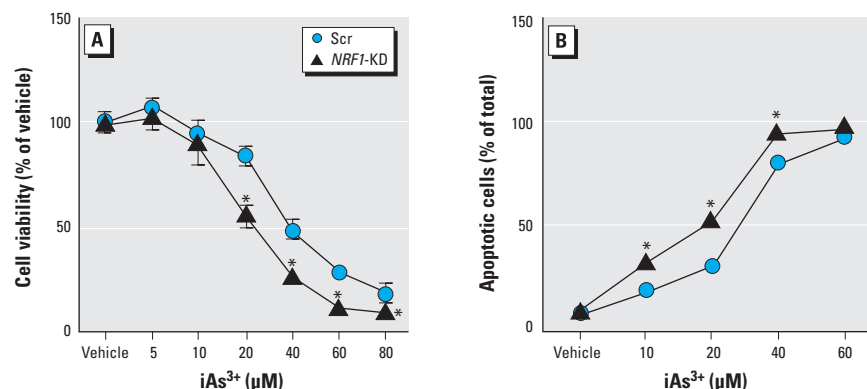 A
Scr
NRF1-KD
Cell viability (% of vehicle)
150
100
50
0
*
*
*
*
Vehicle 5 10 20 40 60 80
iAs³⁺ (μM)
B
Apoptotic cells (% of total)
150
100
50
0
*
*
*
Vehicle 10 20 40 60
iAs³⁺ (μM)